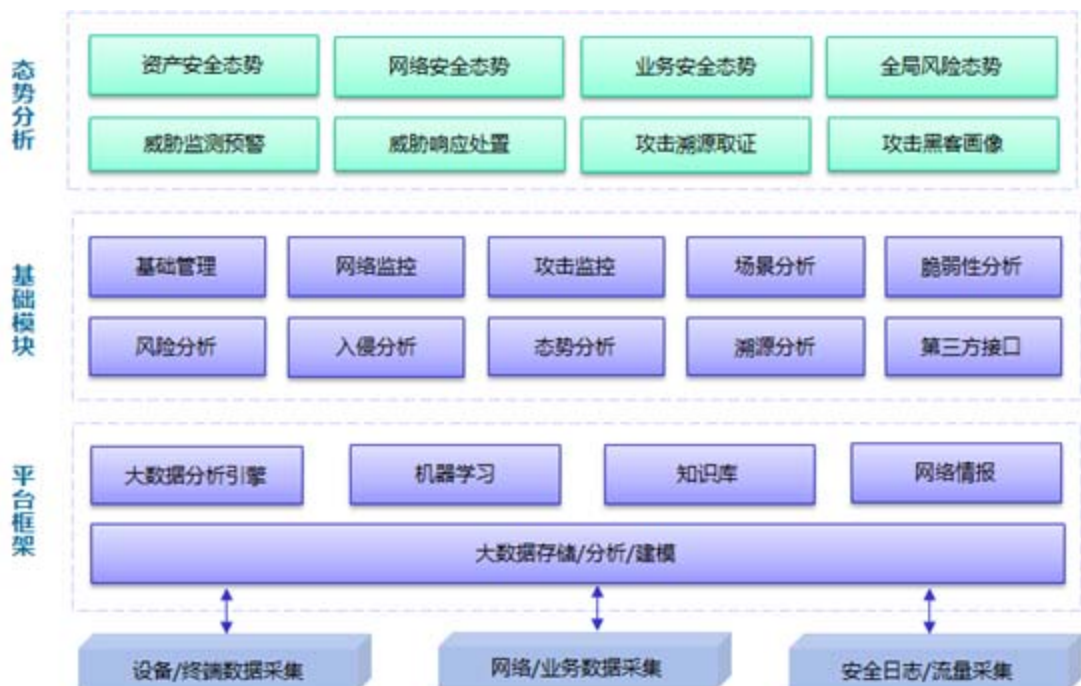 态势分析
资产安全态势
网络安全态势
业务安全态势
全局风险态势
威胁监测预警
威胁响应处置
攻击溯源取证
攻击黑客画像
基础模块
基础管理
网络监控
攻击监控
场景分析
脆弱性分析
风险分析
入侵分析
态势分析
溯源分析
第三方接口
平台框架
大数据分析引擎
机器学习
知识库
网络情报
大数据存储/分析/建模
设备/终端数据采集
网络/业务数据采集
安全日志/流量采集